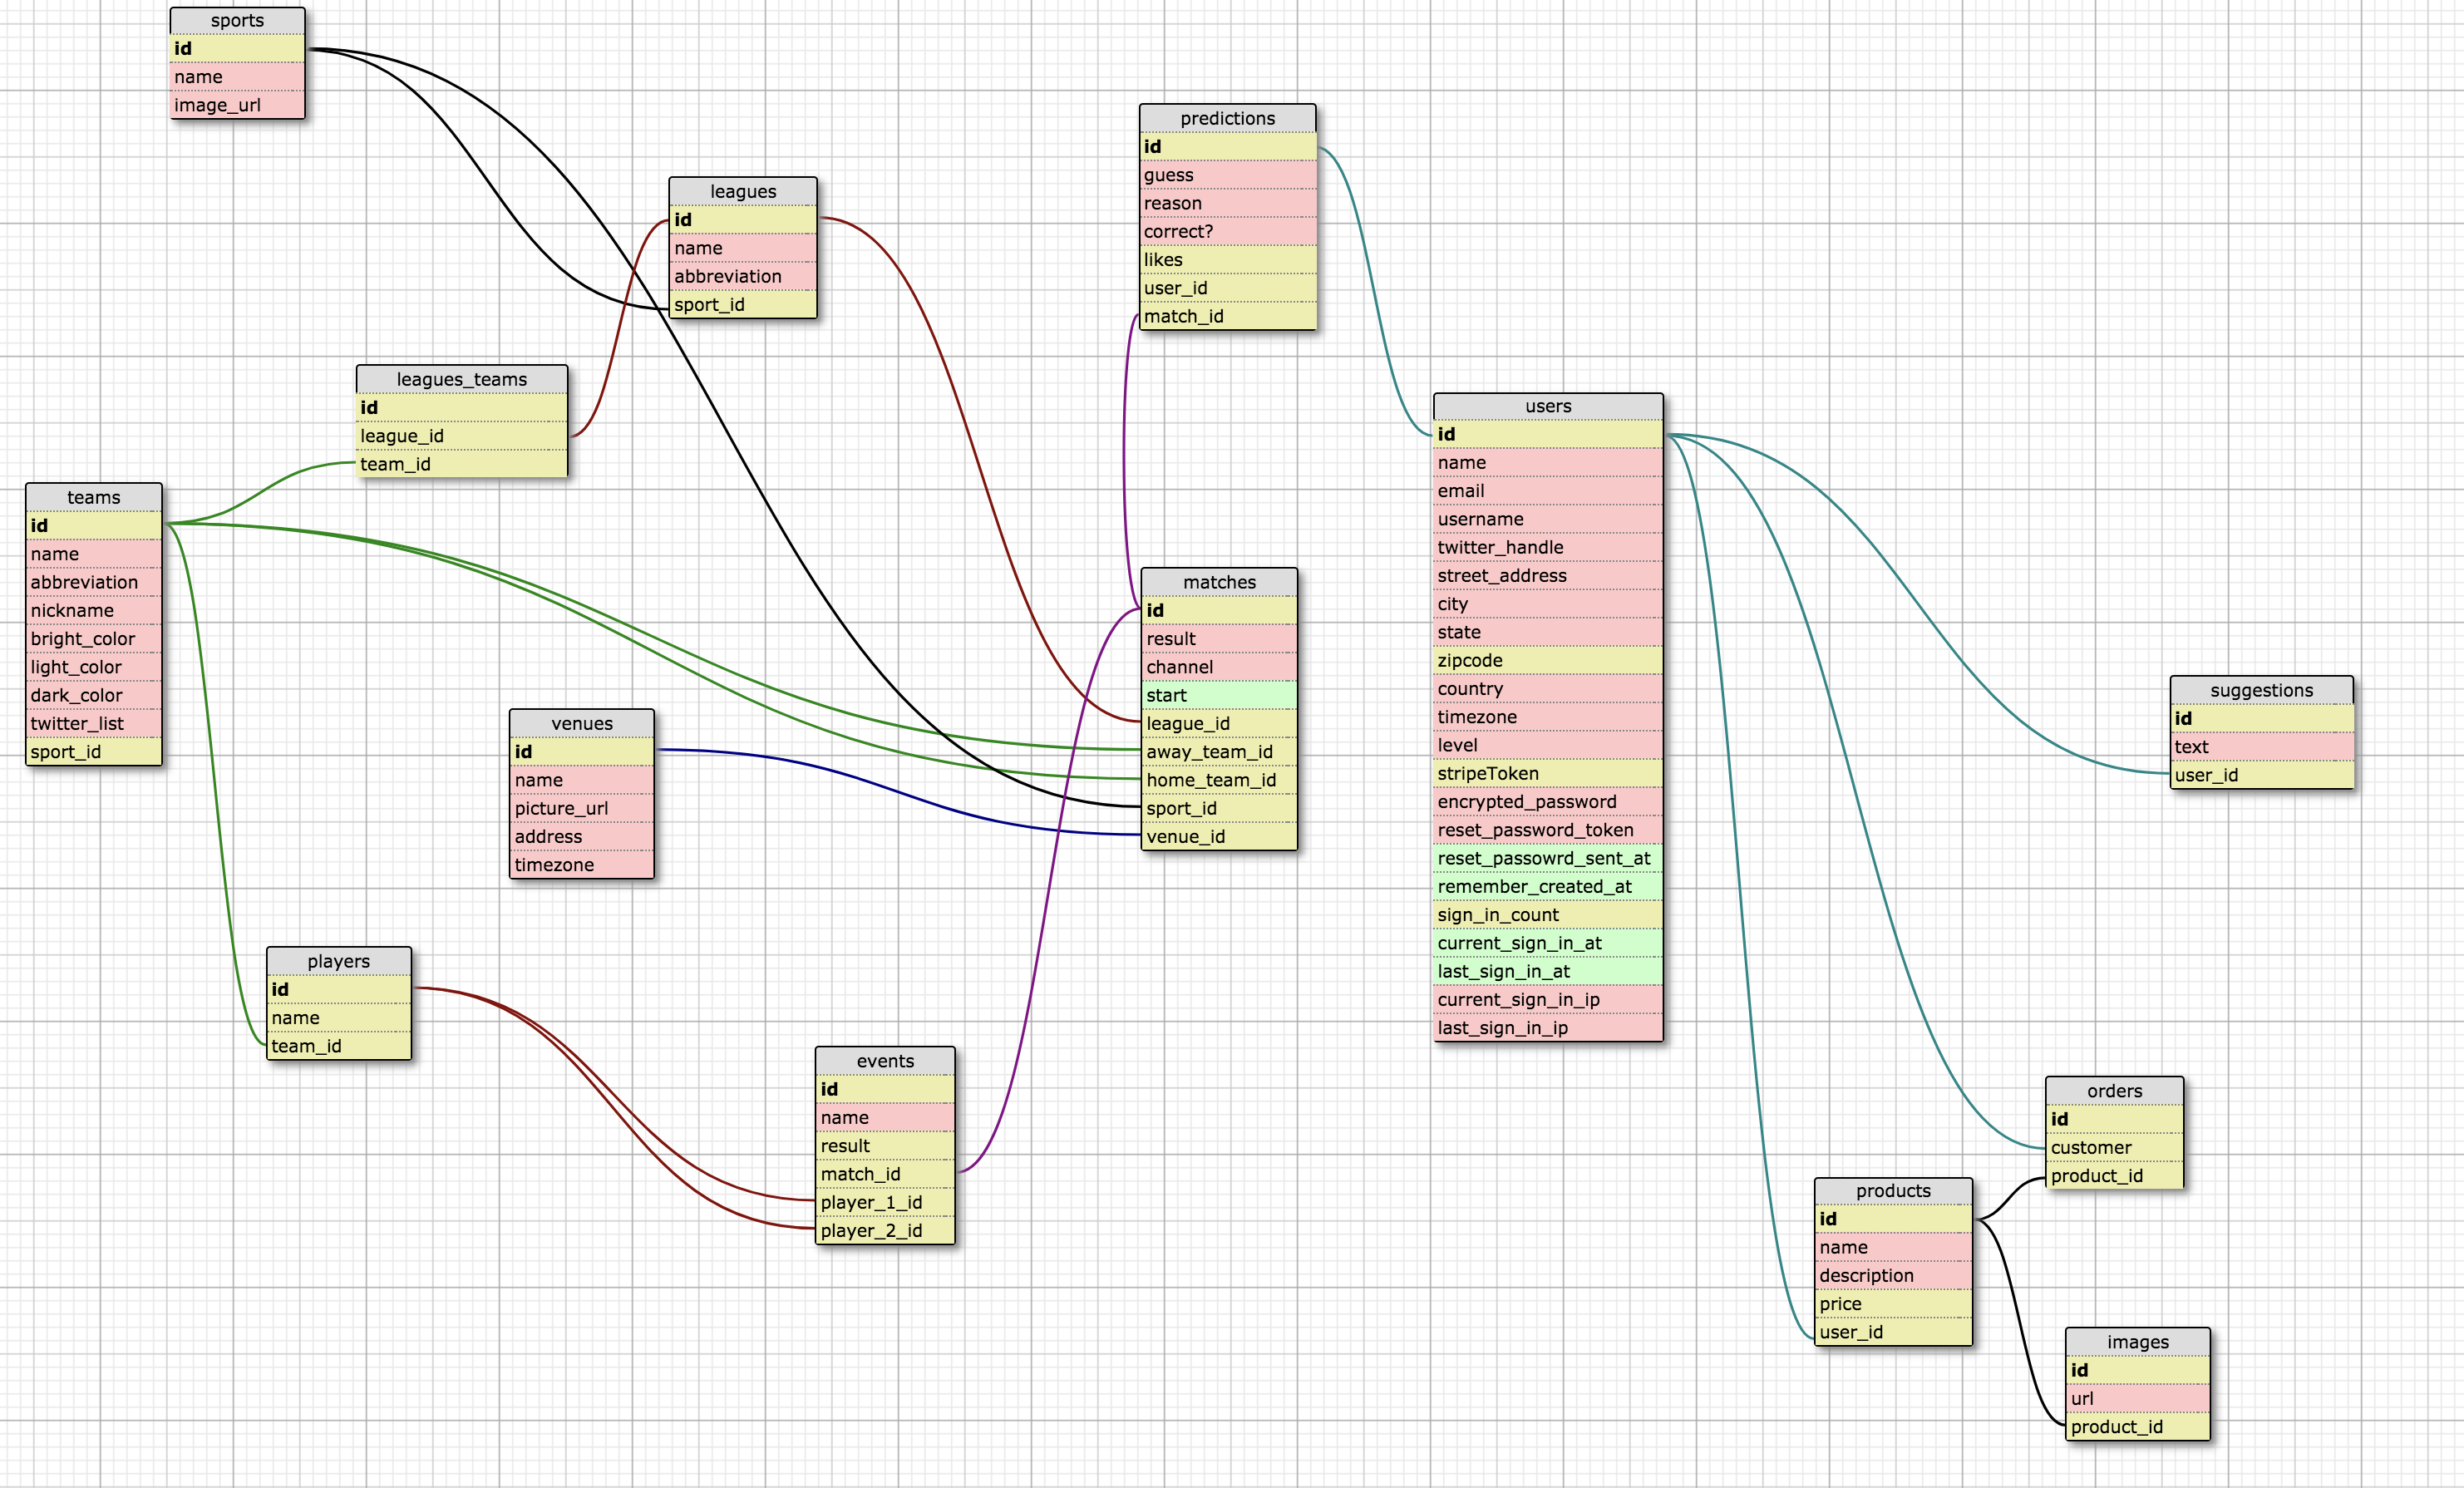 sports
id
name
image_url
predictions
id
guess
reason
correct?
likes
user_id
match_id
leagues
id
name
abbreviation
sport_id
leagues_teams
id
league_id
team_id
users
id
name
email
username
twitter_handle
street_address
city
state
zipcode
country
timezone
level
stripeToken
encrypted_password
reset_password_token
reset_passowrd_sent_at
remember_created_at
sign_in_count
current_sign_in_at
last_sign_in_at
current_sign_in_ip
last_sign_in_ip
teams
id
name
abbreviation
nickname
bright_color
light_color
dark_color
twitter_list
sport_id
matches
id
result
channel
start
league_id
away_team_id
home_team_id
sport_id
venue_id
suggestions
id
text
user_id
venues
id
name
picture_url
address
timezone
players
id
name
team_id
events
id
name
result
match_id
player_1_id
player_2_id
orders
id
customer
product_id
products
id
name
description
price
user_id
images
id
url
product_id